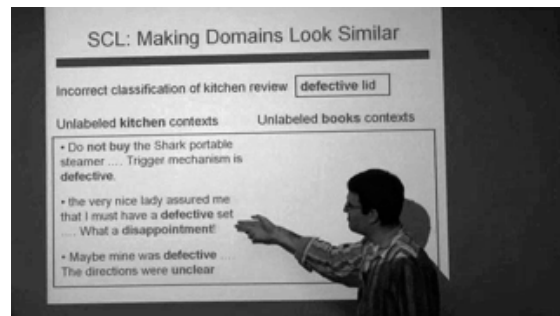 SCL: Making Domains Look Similar
Incorrect classification of kitchen review defective lid
Unlabeled kitchen contexts Unlabeled books contexts
• Do not buy the Shark portable
steamer …. Trigger mechanism is
defective.
• the very nice lady assured me
that I must have a defective set
…. What a disappointment!
• Maybe mine was defective ….
The directions were unclear